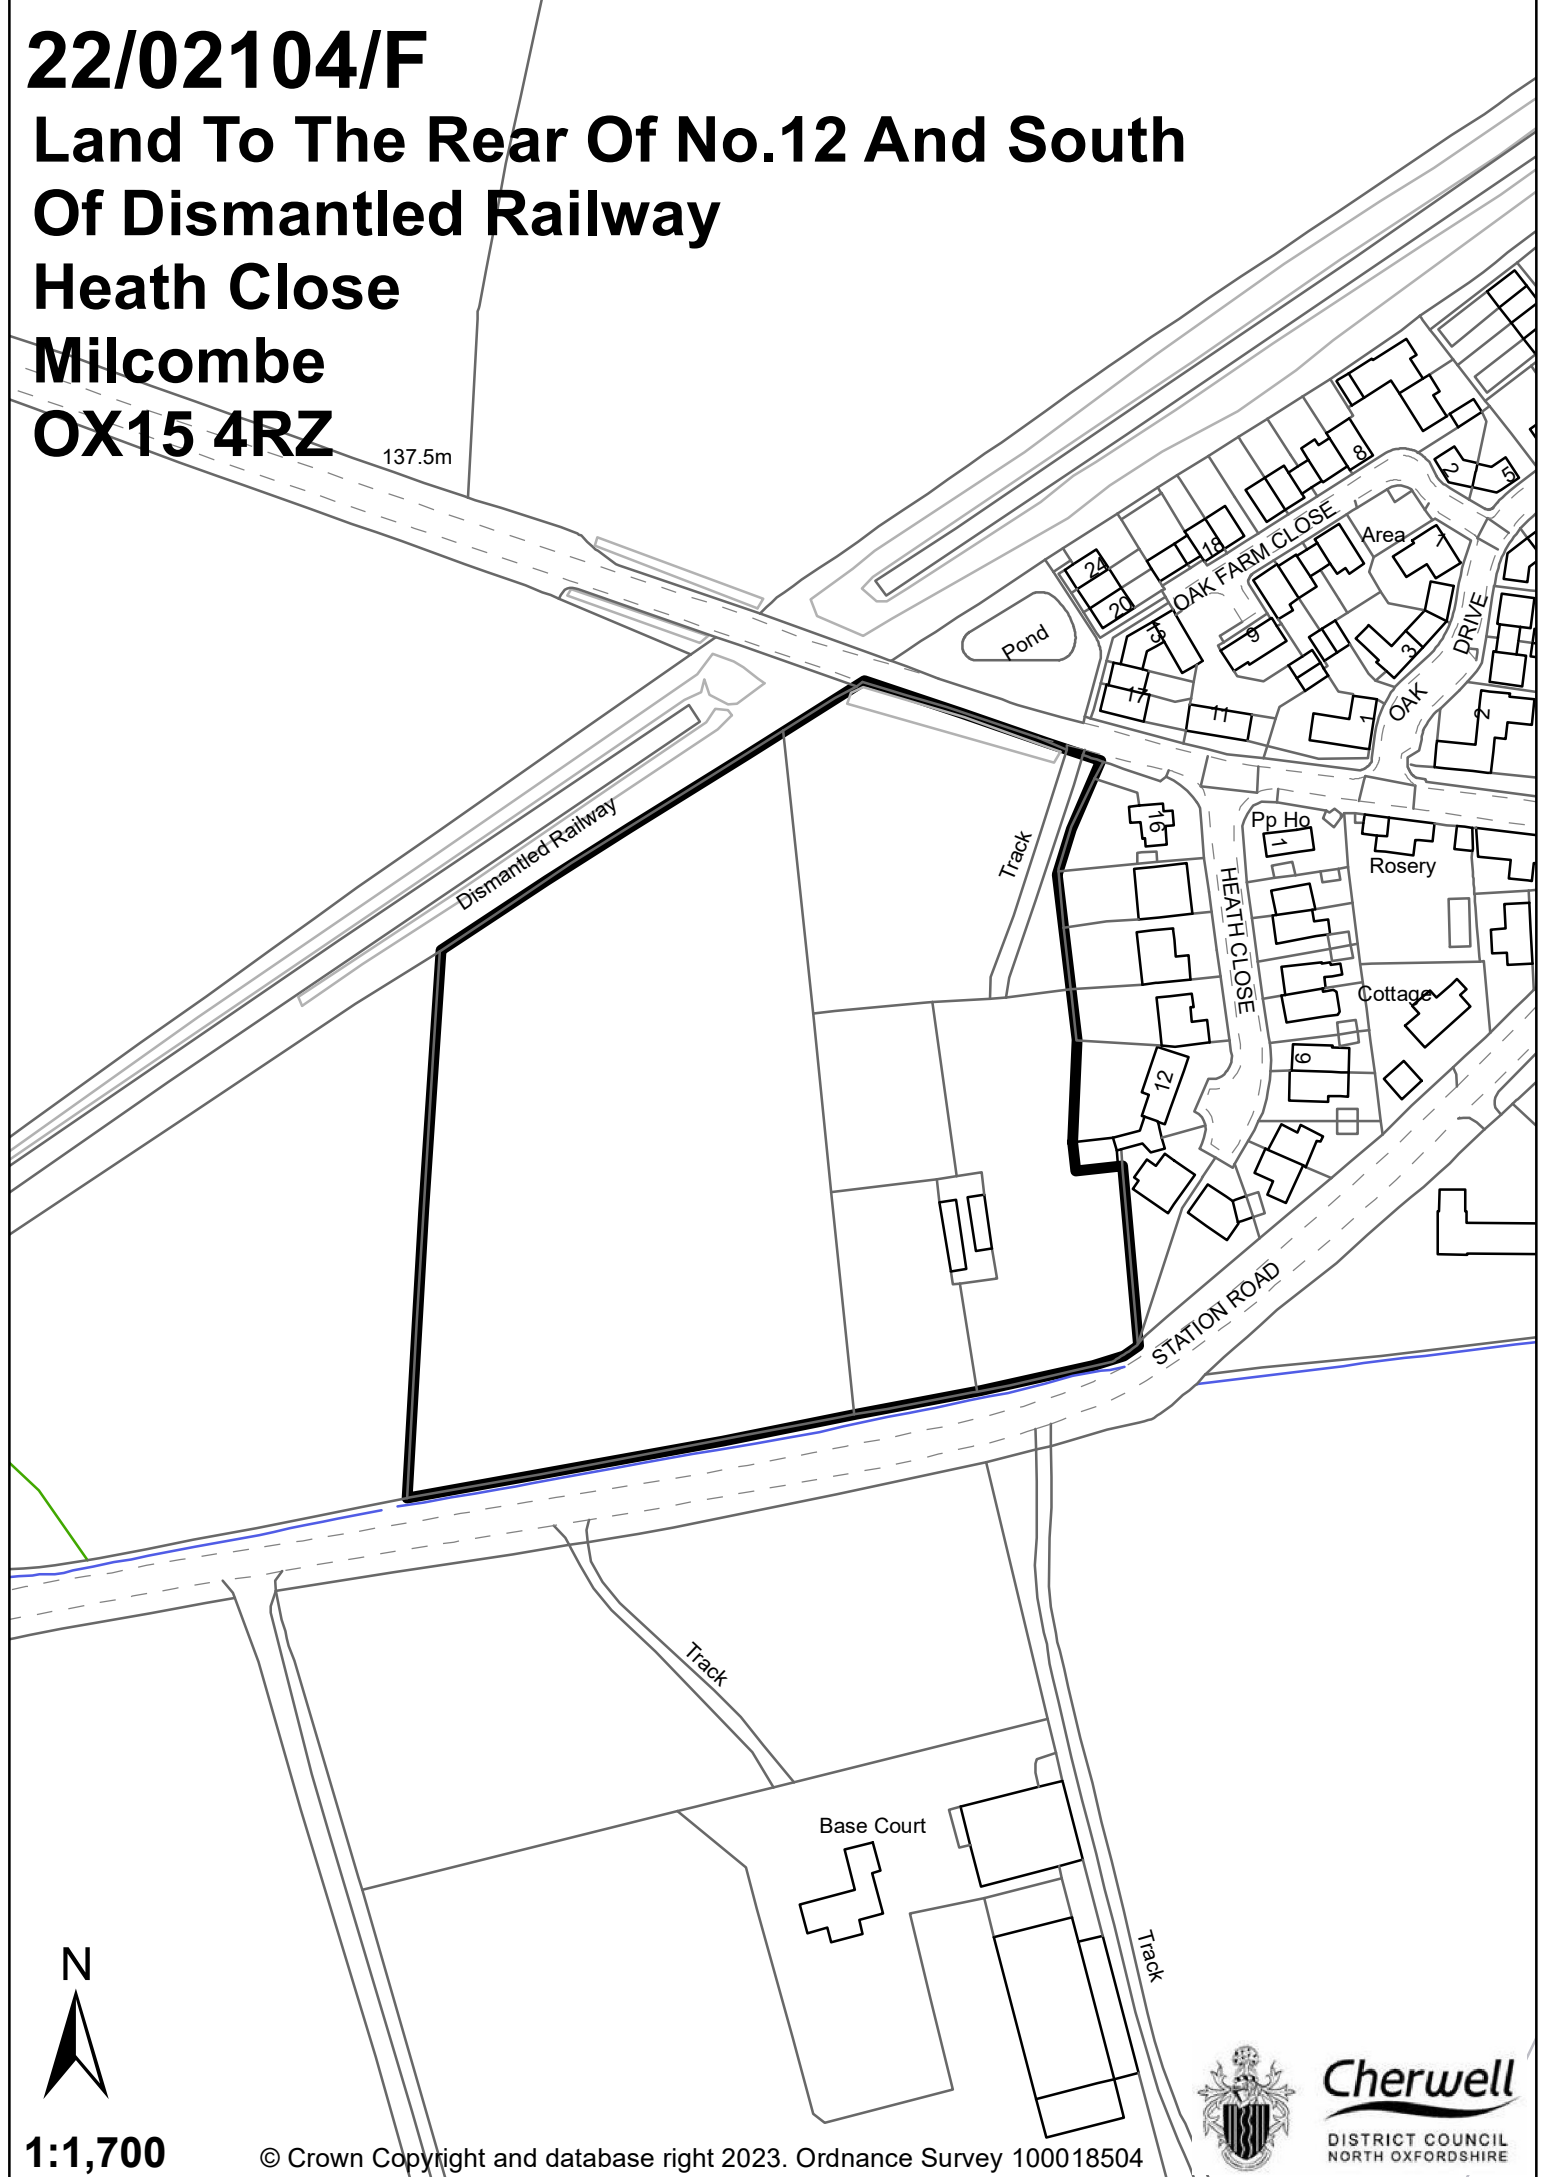 22/02104/F
Land To The Rear Of No.12 And South
Of Dismantled Railway
Heath Close
Milcombe
OX15 4RZ
137.5m
8
2
5
OAK FARM CLOSE
Area
7
18
24
20
Pond
15
9
3
DRIVE
17
11
1
OAK
2
Dismantled Railway
Track
16
Pp Ho
1
Rosery
HEATH CLOSE
Cottage
12
9
STATION ROAD
Track
Base Court
Track
N
1:1,700
© Crown Copyright and database right 2023. Ordnance Survey 100018504
Cherwell
DISTRICT COUNCIL
NORTH OXFORDSHIRE